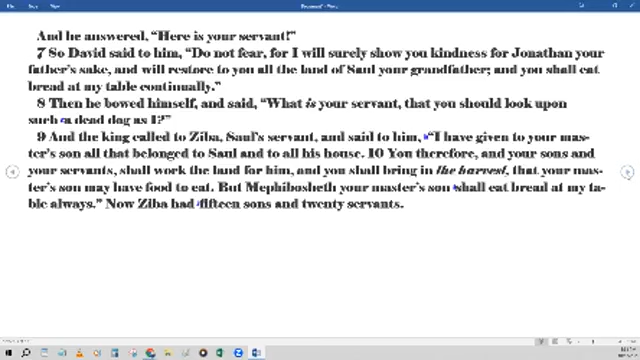 And he answered, “Here is your servant!”
7 So David said to him, “Do not fear, for I will surely show you kindness for Jonathan your
father’s sake, and will restore to you all the land of Saul your grandfather; and you shall eat
bread at my table continually.”
8 Then he bowed himself, and said, “What is your servant, that you should look upon
such a dead dog as I?”
9 And the king called to Ziba, Saul’s servant, and said to him, “I have given to your mas-
ter’s son all that belonged to Saul and to all his house. 10 You therefore, and your sons and
your servants, shall work the land for him, and you shall bring in the harvest, that your mas-
ter’s son may have food to eat. But Mephibosheth your master’s son shall eat bread at my ta-
ble always.” Now Ziba had fifteen sons and twenty servants.